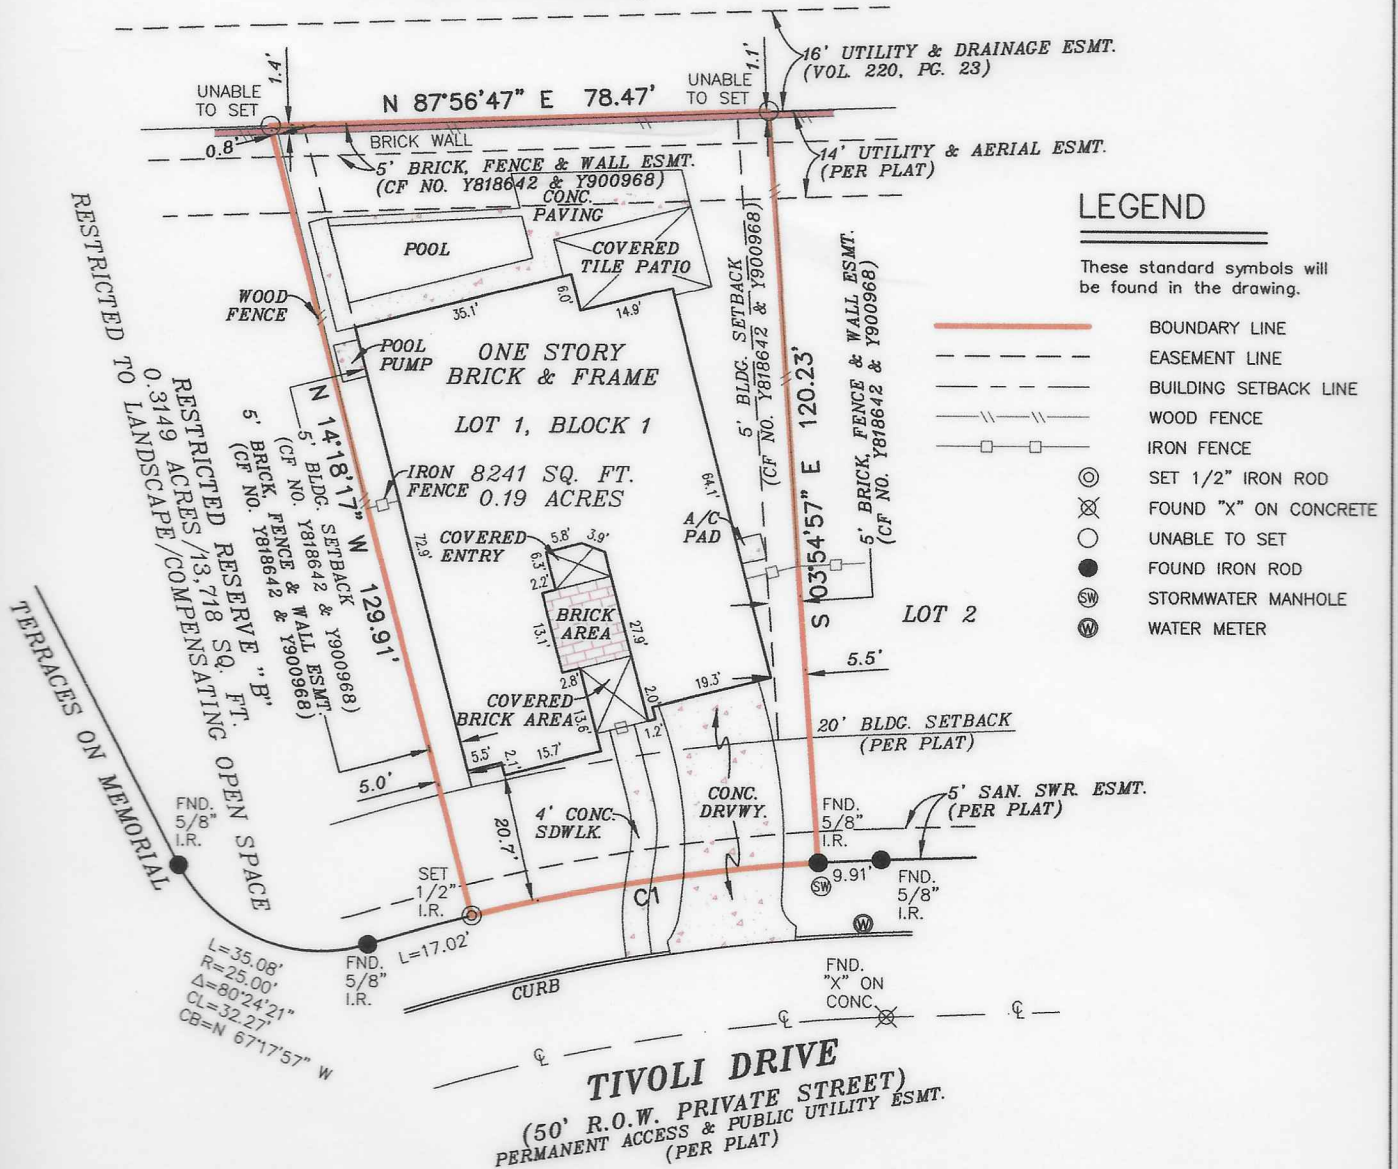 16' UTILITY & DRAINAGE ESMT.
(VOL. 220, PG. 23)
1.4'
1.1'
UNABLE
TO SET
UNABLE
TO SET
N 87°56'47" E 78.47'
0.8'
BRICK WALL
5' BRICK, FENCE & WALL ESMT.
(CF NO. Y818642 & Y900968)
14' UTILITY & AERIAL ESMT.
(PER PLAT)
CONC.
PAVING
POOL
COVERED
TILE PATIO
WOOD
FENCE
35.1'
6.0'
14.9'
POOL
PUMP
ONE STORY
BRICK & FRAME
LOT 1, BLOCK 1
8241 SQ. FT.
0.19 ACRES
IRON
FENCE
72.9'
64.1'
A/C
PAD
COVERED
ENTRY
5.8'
3.9'
6.3'
2.2'
BRICK
AREA
13.1'
27.9'
2.8'
COVERED
BRICK AREA
13.6'
2.0'
1.2'
19.3'
5.5'
2.1'
15.7'
5' BLDG. SETBACK
(CF NO. Y818642 & Y900968)
S 03°54'57" E 120.23'
5' BRICK, FENCE & WALL ESMT.
(CF NO. Y818642 & Y900968)
LOT 2
5.5'
20' BLDG. SETBACK
(PER PLAT)
5' SAN. SWR. ESMT.
(PER PLAT)
N 14°18'17" W 129.91'
5' BLDG. SETBACK
(CF NO. Y818642 & Y900968)
5' BRICK, FENCE & WALL ESMT.
(CF NO. Y818642 & Y900968)
RESTRICTED RESERVE "B"
0.3149 ACRES/13,718 SQ. FT.
RESTRICTED TO LANDSCAPE/COMPENSATING OPEN SPACE
TERRACES ON MEMORIAL
5.0'
20.7'
4' CONC.
SDWLK.
CONC.
DRVWY.
FND.
5/8"
I.R.
SET
1/2"
I.R.
FND.
5/8"
I.R.
FND.
5/8"
I.R.
FND.
5/8"
I.R.
SW
9.91'
C1
W
L=17.02'
L=35.08'
R=25.00'
Δ=80°24'21"
CL=32.27'
CB=N 67°17'57" W
CURB
FND.
"X" ON
CONC.
℄
℄
℄
TIVOLI DRIVE
(50' R.O.W. PRIVATE STREET)
PERMANENT ACCESS & PUBLIC UTILITY ESMT.
(PER PLAT)
LEGEND
These standard symbols will
be found in the drawing.
BOUNDARY LINE
EASEMENT LINE
BUILDING SETBACK LINE
WOOD FENCE
IRON FENCE
SET 1/2" IRON ROD
FOUND "X" ON CONCRETE
UNABLE TO SET
FOUND IRON ROD
SW STORMWATER MANHOLE
W WATER METER